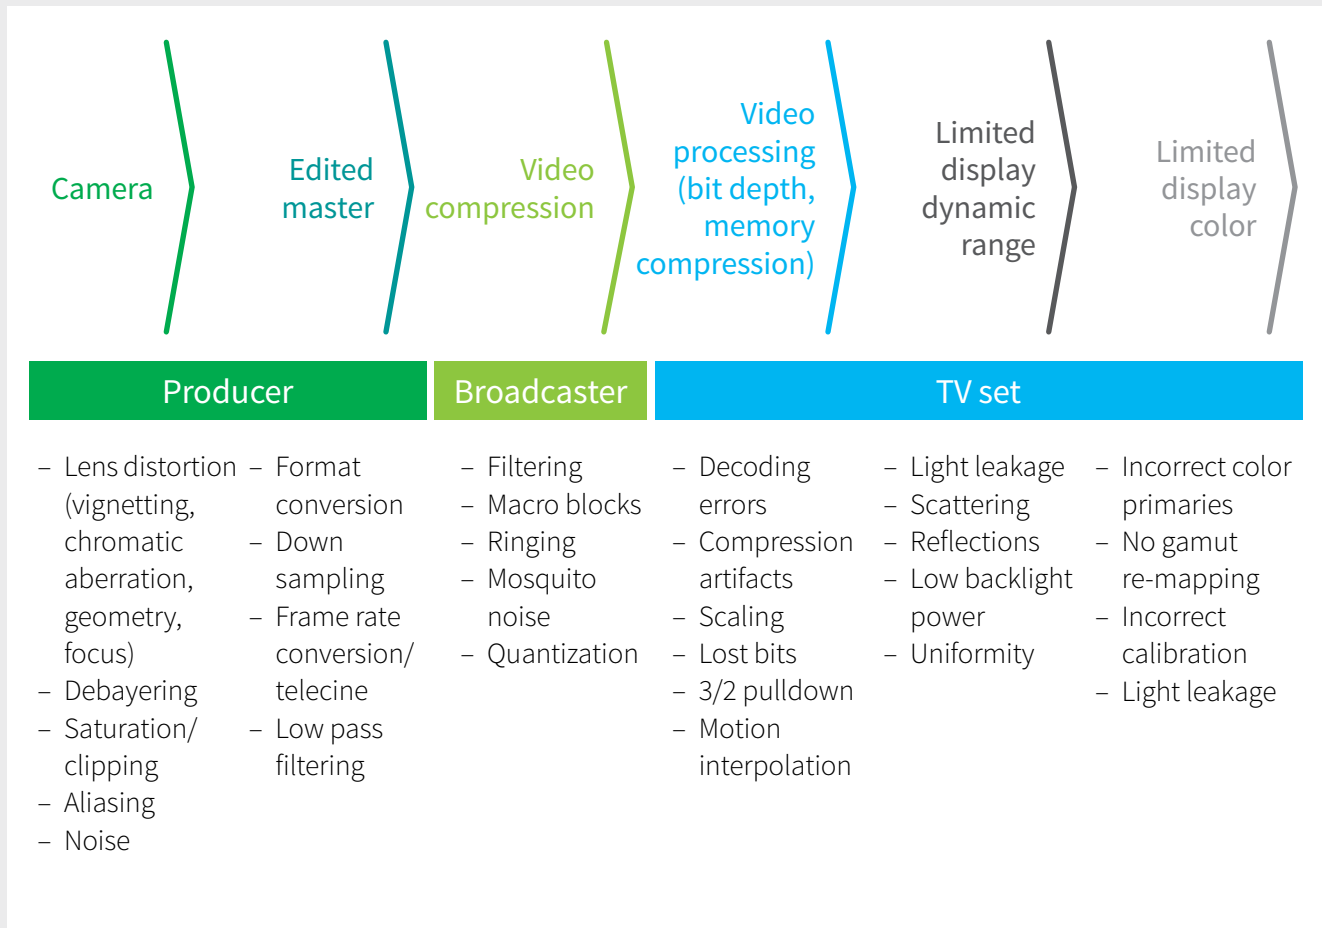 Camera
Edited
master
Video
compression
Video
processing
(bit depth,
memory
compression)
Limited
display
dynamic
range
Limited
display
color
Producer
Broadcaster
TV set
– Lens distortion
(vignetting,
chromatic
aberration,
geometry,
focus)
– Debayering
– Saturation/
clipping
– Aliasing
– Noise
– Format
conversion
– Down
sampling
– Frame rate
conversion/
telecine
– Low pass
filtering
– Filtering
– Macro blocks
– Ringing
– Mosquito
noise
– Quantization
– Decoding
errors
– Compression
artifacts
– Scaling
– Lost bits
– 3/2 pulldown
– Motion
interpolation
– Light leakage
– Scattering
– Reflections
– Low backlight
power
– Uniformity
– Incorrect color
primaries
– No gamut
re-mapping
– Incorrect
calibration
– Light leakage